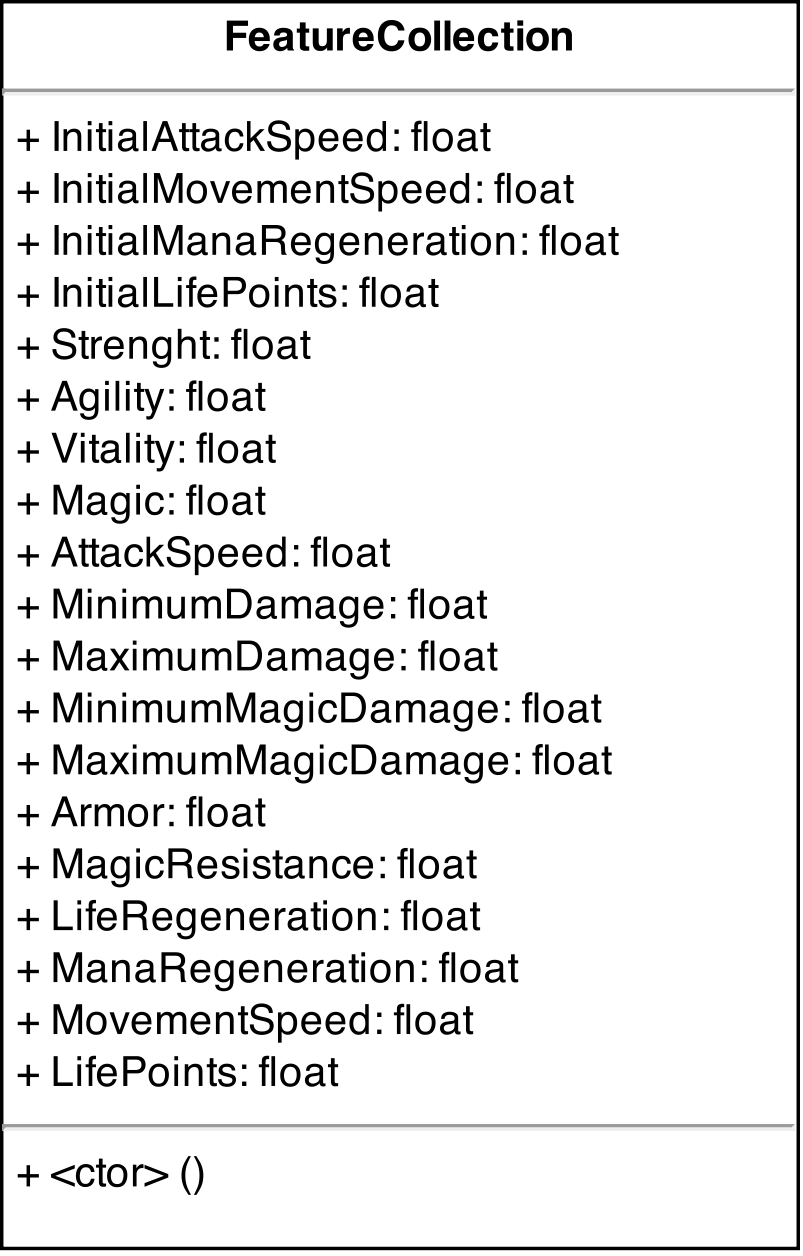 FeatureCollection
+ InitialAttackSpeed: float
+ InitialMovementSpeed: float
+ InitialManaRegeneration: float
+ InitialLifePoints: float
+ Strenght: float
+ Agility: float
+ Vitality: float
+ Magic: float
+ AttackSpeed: float
+ MinimumDamage: float
+ MaximumDamage: float
+ MinimumMagicDamage: float
+ MaximumMagicDamage: float
+ Armor: float
+ MagicResistance: float
+ LifeRegeneration: float
+ ManaRegeneration: float
+ MovementSpeed: float
+ LifePoints: float
+ <ctor> ()